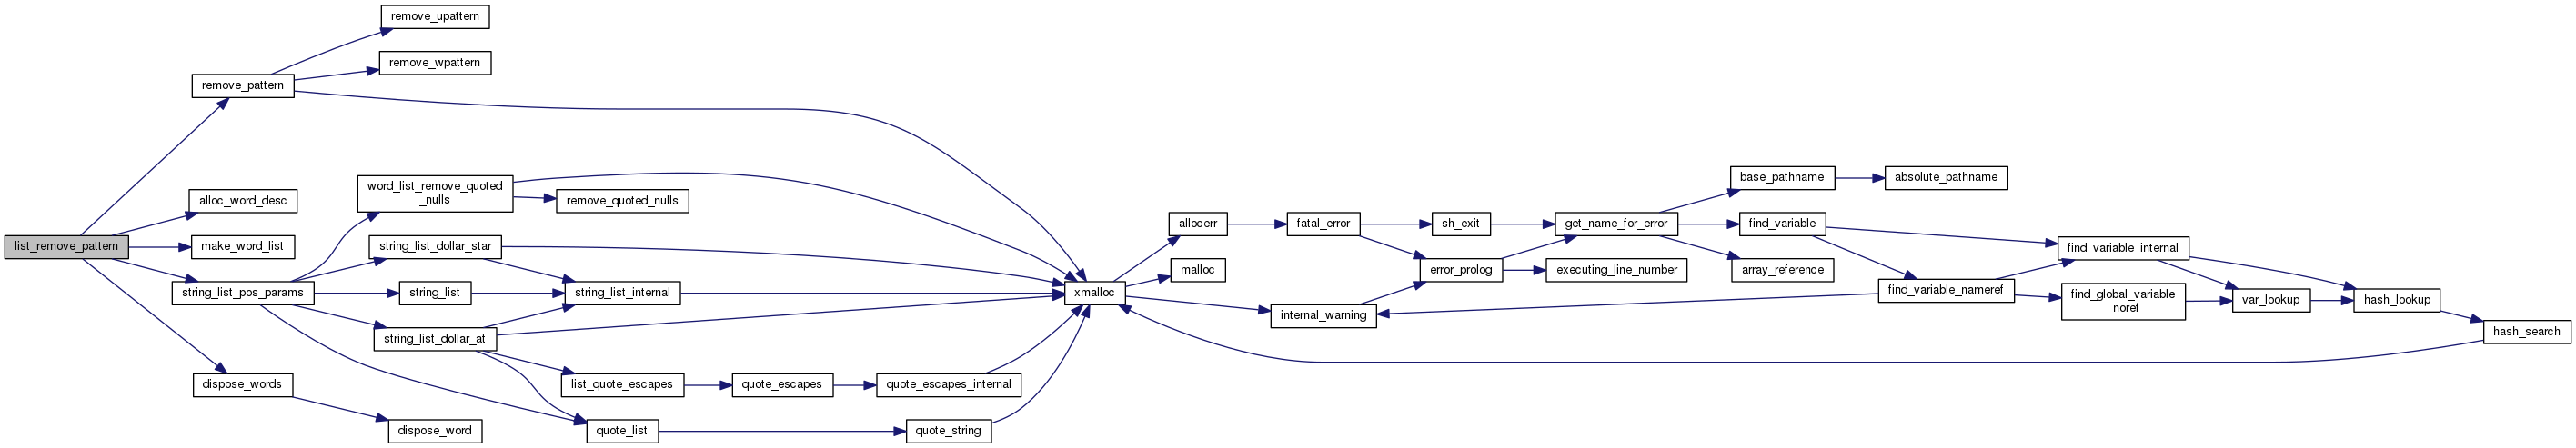 list_remove_pattern
remove_pattern
remove_upattern
remove_wpattern
alloc_word_desc
make_word_list
string_list_pos_params
dispose_words
dispose_word
word_list_remove_quoted
_nulls
remove_quoted_nulls
string_list_dollar_star
string_list
string_list_internal
string_list_dollar_at
list_quote_escapes
quote_escapes
quote_escapes_internal
quote_list
quote_string
xmalloc
allocerr
malloc
internal_warning
fatal_error
sh_exit
error_prolog
get_name_for_error
executing_line_number
base_pathname
absolute_pathname
find_variable
array_reference
find_variable_nameref
find_variable_internal
find_global_variable
_noref
var_lookup
hash_lookup
hash_search